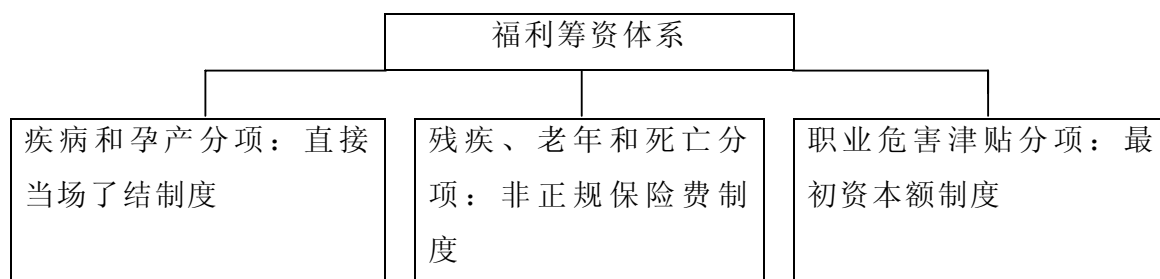 福利筹资体系
疾病和孕产分项：直接
当场了结制度
残疾、老年和死亡分
项：非正规保险费制
度
职业危害津贴分项：最
初资本额制度